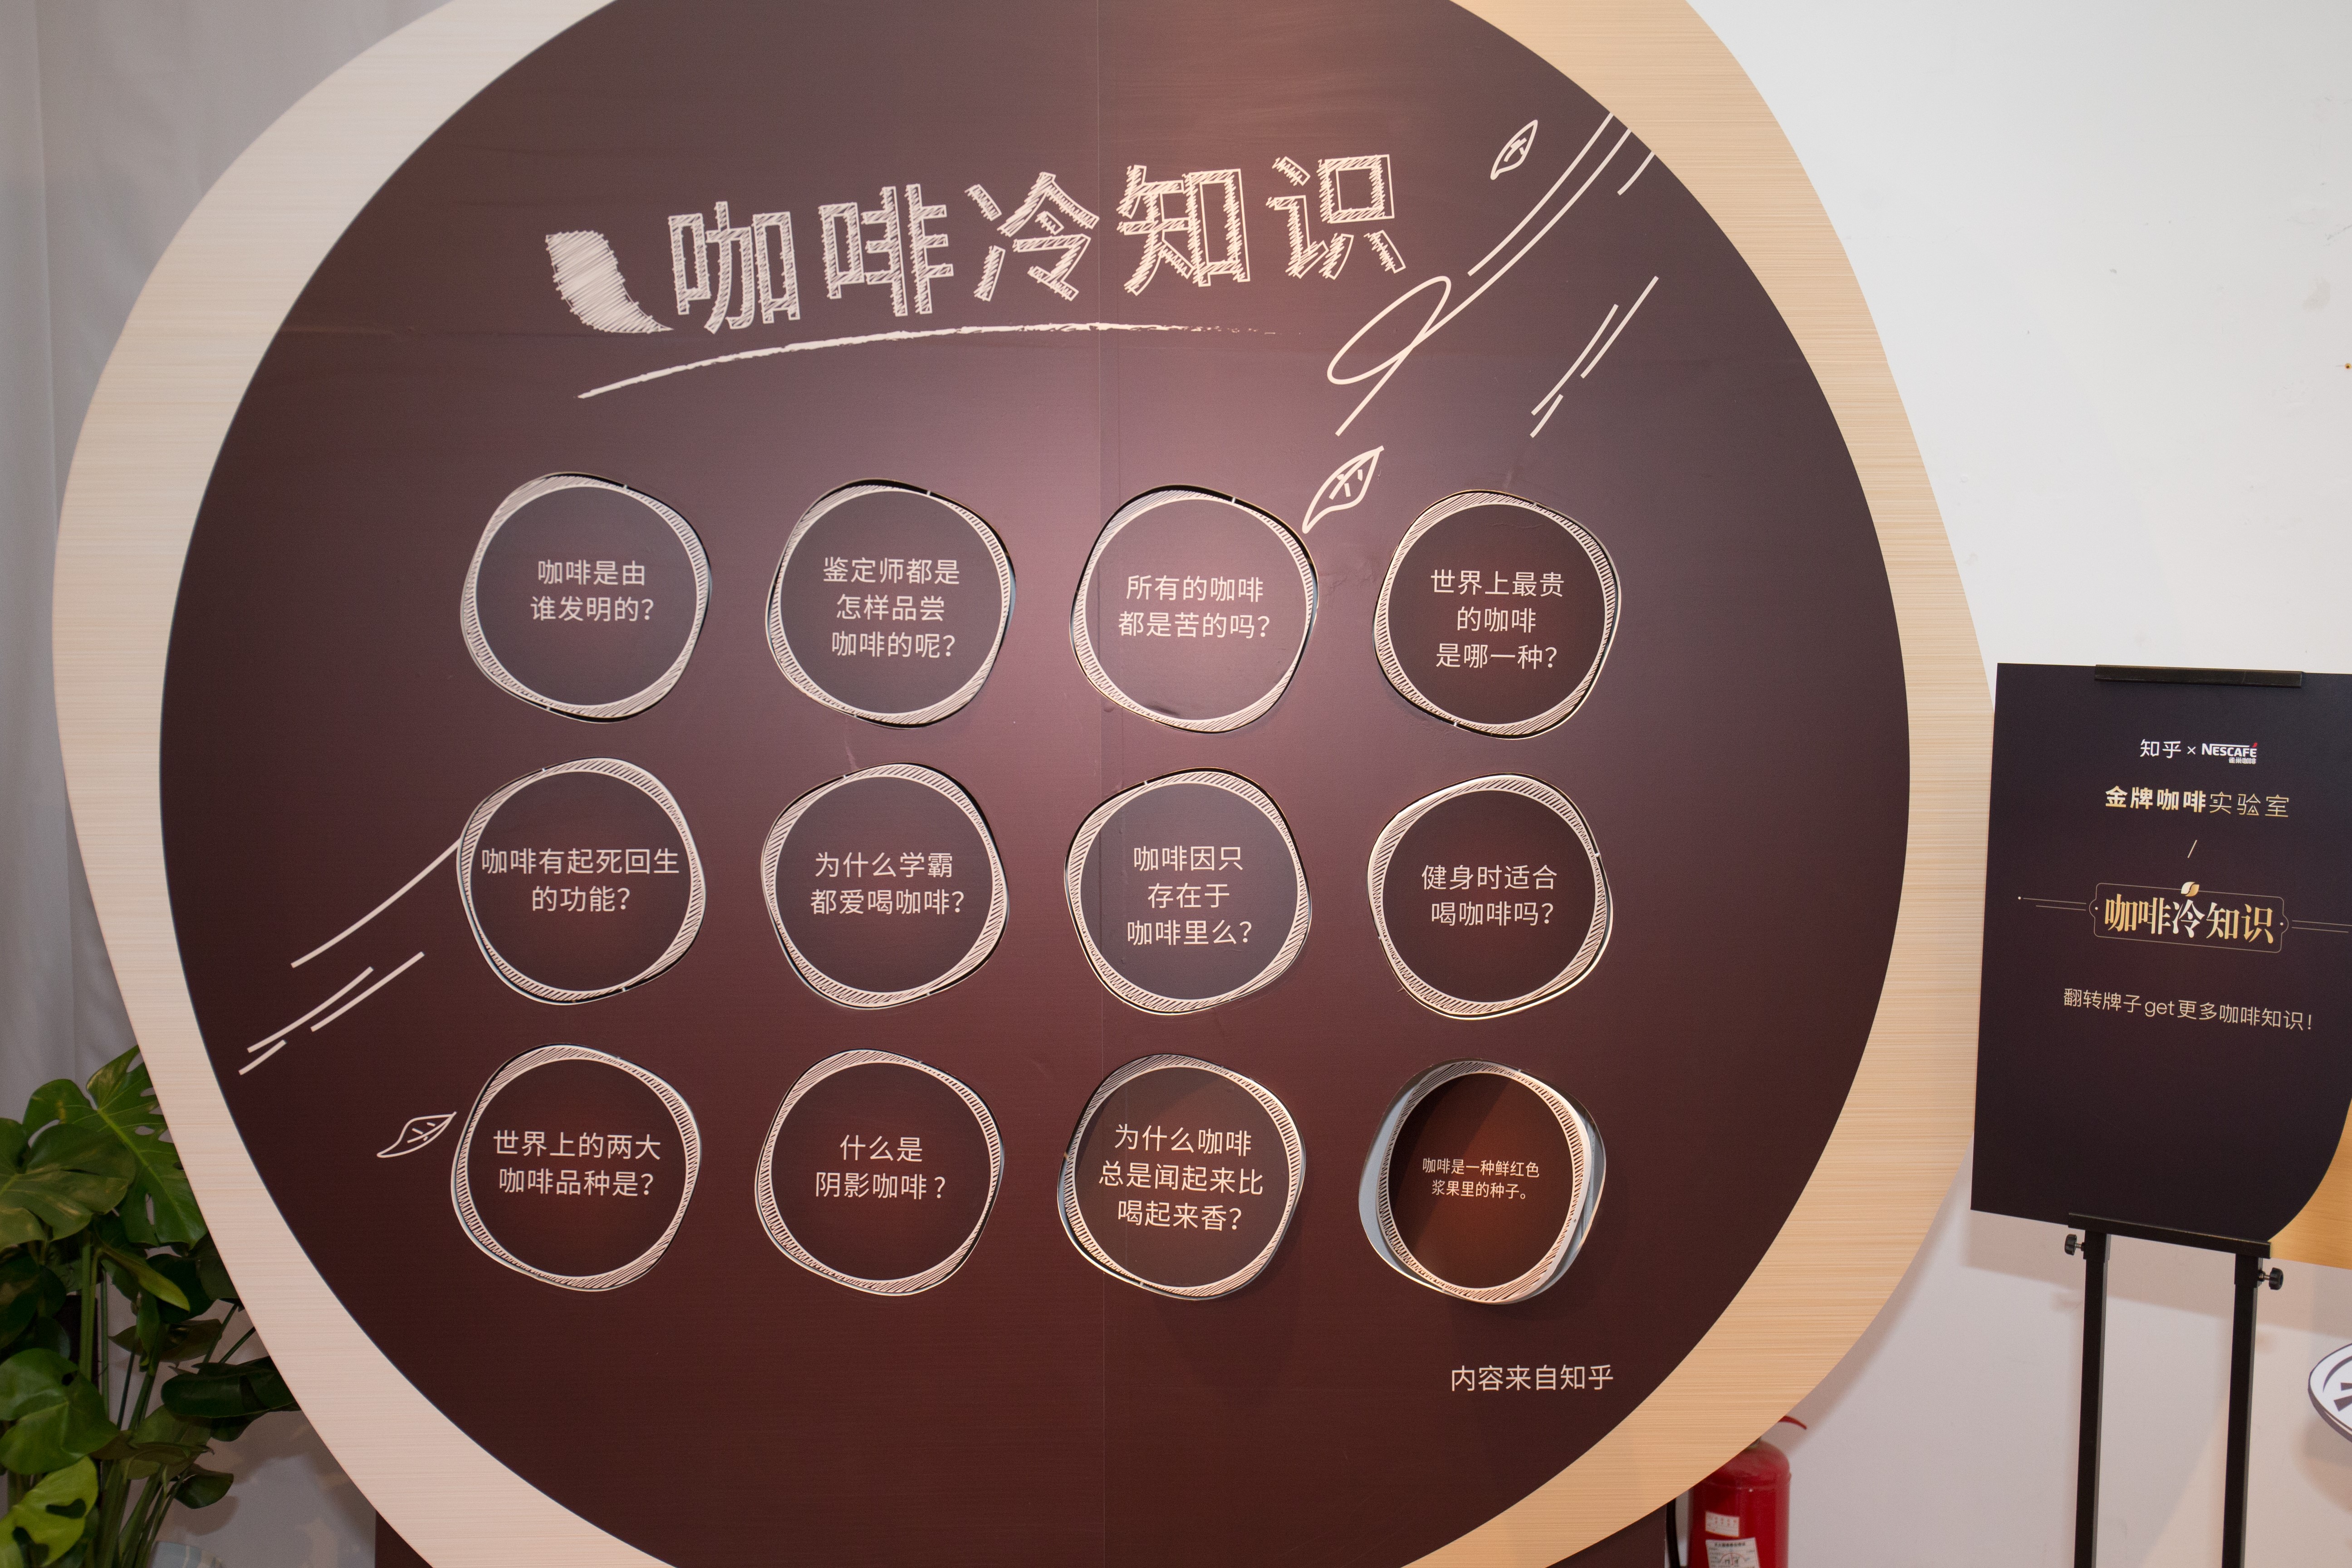 咖啡冷知识
咖啡是由
谁发明的？
鉴定师都是
怎样品尝
咖啡的呢？
所有的咖啡
都是苦的吗？
世界上最贵
的咖啡
是哪一种？
咖啡有起死回生
的功能？
为什么学霸
都爱喝咖啡？
咖啡因只
存在于
咖啡里么？
健身时适合
喝咖啡吗？
世界上的两大
咖啡品种是？
什么是
阴影咖啡？
为什么咖啡
总是闻起来比
喝起来香？
咖啡是一种鲜红色
浆果里的种子。
内容来自知乎
知乎 × NESCAFÉ
雀巢咖啡
金牌咖啡实验室
/
咖啡冷知识
翻转牌子get更多咖啡知识！